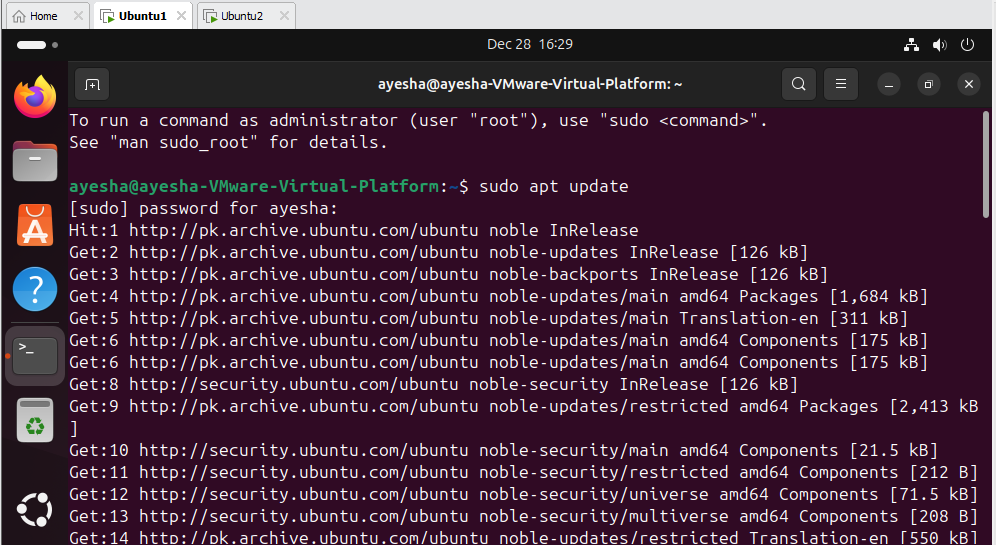 Home
Ubuntu1
Ubuntu2
Dec 28 16:29
ayesha@ayesha-VMware-Virtual-Platform: ~
To run a command as administrator (user "root"), use "sudo <command>".
See "man sudo_root" for details.
ayesha@ayesha-VMware-Virtual-Platform:~$ sudo apt update
[sudo] password for ayesha:
Hit:1 http://pk.archive.ubuntu.com/ubuntu noble InRelease
Get:2 http://pk.archive.ubuntu.com/ubuntu noble-updates InRelease [126 kB]
Get:3 http://pk.archive.ubuntu.com/ubuntu noble-backports InRelease [126 kB]
Get:4 http://pk.archive.ubuntu.com/ubuntu noble-updates/main amd64 Packages [1,684 kB]
Get:5 http://pk.archive.ubuntu.com/ubuntu noble-updates/main Translation-en [311 kB]
Get:6 http://pk.archive.ubuntu.com/ubuntu noble-updates/main amd64 Components [175 kB]
Get:6 http://pk.archive.ubuntu.com/ubuntu noble-updates/main amd64 Components [175 kB]
Get:8 http://security.ubuntu.com/ubuntu noble-security InRelease [126 kB]
Get:9 http://pk.archive.ubuntu.com/ubuntu noble-updates/restricted amd64 Packages [2,413 kB
]
Get:10 http://security.ubuntu.com/ubuntu noble-security/main amd64 Components [21.5 kB]
Get:11 http://security.ubuntu.com/ubuntu noble-security/restricted amd64 Components [212 B]
Get:12 http://security.ubuntu.com/ubuntu noble-security/universe amd64 Components [71.5 kB]
Get:13 http://security.ubuntu.com/ubuntu noble-security/multiverse amd64 Components [208 B]
Get:14 http://pk.archive.ubuntu.com/ubuntu noble-updates/restricted Translation-en [550 kB]